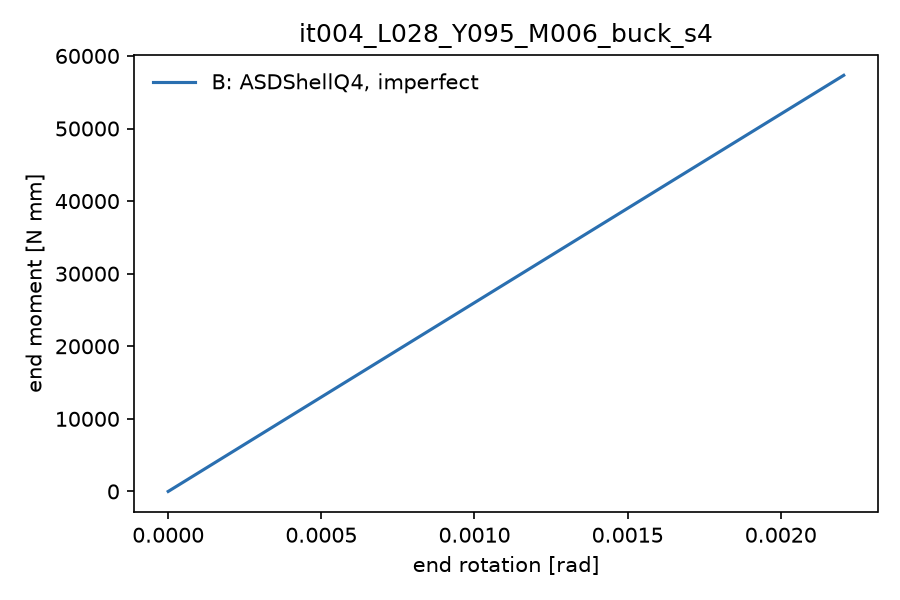 it004_L028_Y095_M006_buck_s4
60000
50000
40000
30000
20000
10000
0
end moment [N mm]
B: ASDShellQ4, imperfect
0.0000 0.0005 0.0010 0.0015 0.0020
end rotation [rad]